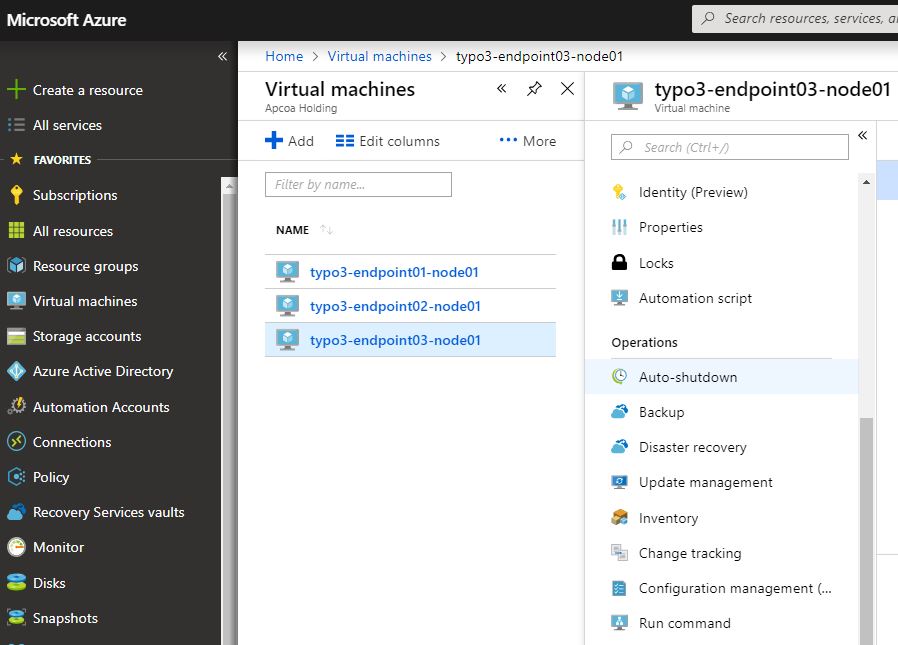 Microsoft Azure
Search resources, services,
Create a resource
All services
FAVORITES
Subscriptions
All resources
Resource groups
Virtual machines
Storage accounts
Azure Active Directory
Automation Accounts
Connections
Policy
Recovery Services vaults
Monitor
Disks
Snapshots
Home > Virtual machines > typo3-endpoint03-node01
Virtual machines
Apcoa Holding
Add Edit columns ··· More
Filter by name...
NAME
typo3-endpoint01-node01
typo3-endpoint02-node01
typo3-endpoint03-node01
typo3-endpoint03-node01
Virtual machine
Search (Ctrl+/)
Identity (Preview)
Properties
Locks
Automation script
Operations
Auto-shutdown
Backup
Disaster recovery
Update management
Inventory
Change tracking
Configuration management (...
Run command